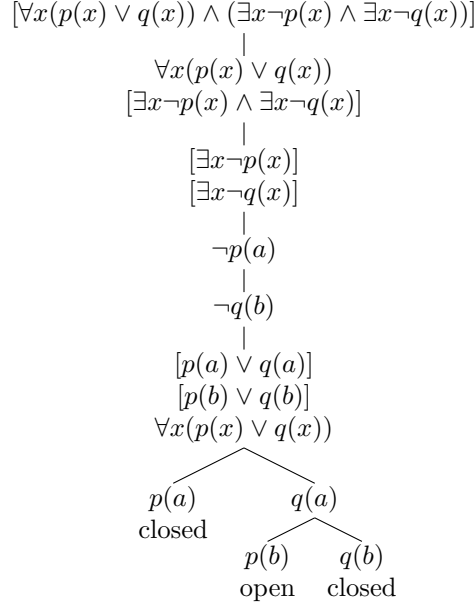 [∀x(p(x) ∨ q(x)) ∧ (∃x¬p(x) ∧ ∃x¬q(x))]
∀x(p(x) ∨ q(x))
[∃x¬p(x) ∧ ∃x¬q(x)]
[∃x¬p(x)]
[∃x¬q(x)]
¬p(a)
¬q(b)
[p(a) ∨ q(a)]
[p(b) ∨ q(b)]
∀x(p(x) ∨ q(x))
p(a) q(a)
closed
p(b) q(b)
open closed